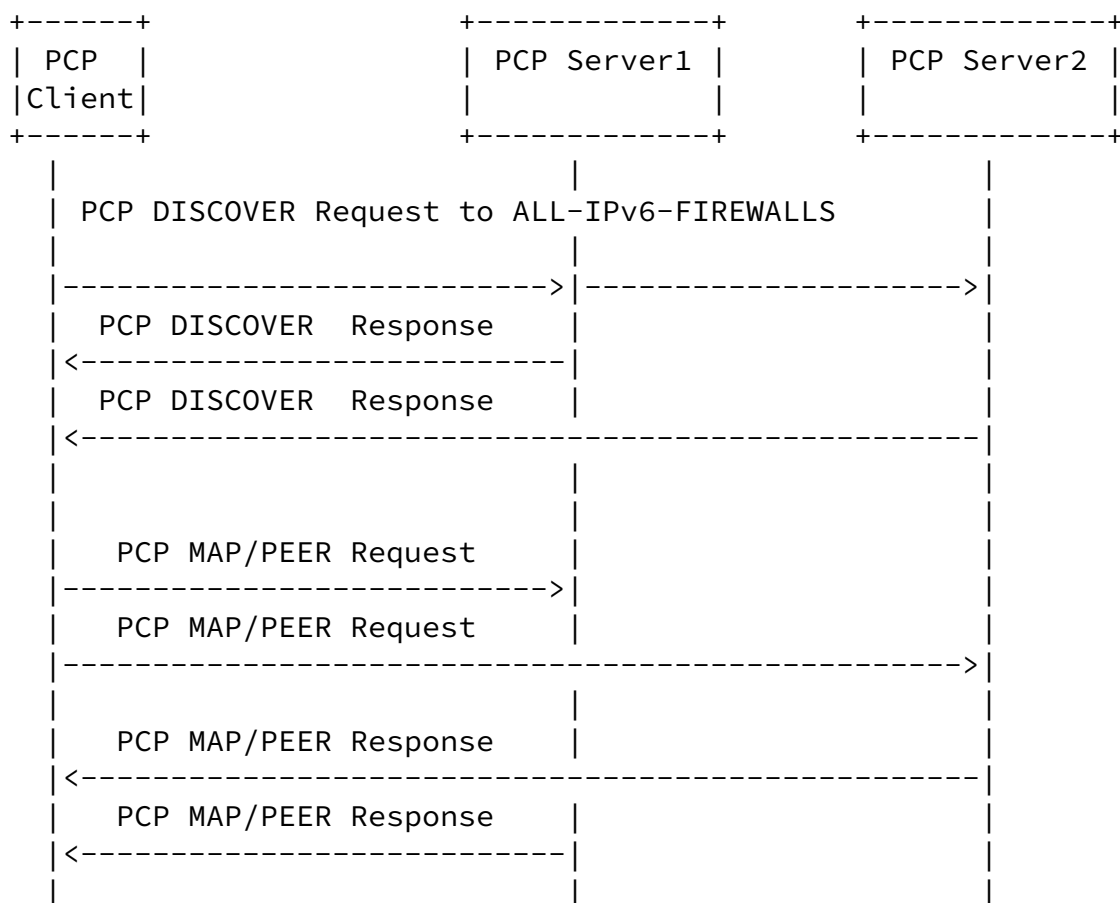 PCP PCP Server1 PCP Server2
Client
PCP DISCOVER Request to ALL-IPv6-FIREWALLS
PCP DISCOVER  Response
PCP DISCOVER  Response
PCP MAP/PEER Request
PCP MAP/PEER Request
PCP MAP/PEER Response
PCP MAP/PEER Response